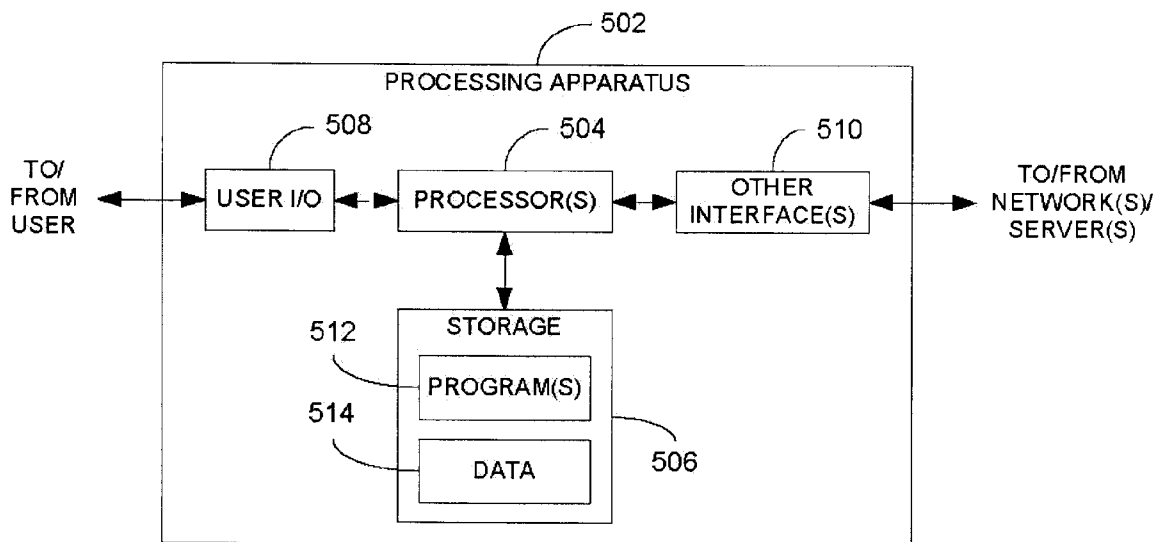 502
PROCESSING APPARATUS
508
504
510
TO/
FROM
USER
USER I/O
PROCESSOR(S)
OTHER
INTERFACE(S)
TO/FROM
NETWORK(S)/
SERVER(S)
STORAGE
512
PROGRAM(S)
514
DATA
506